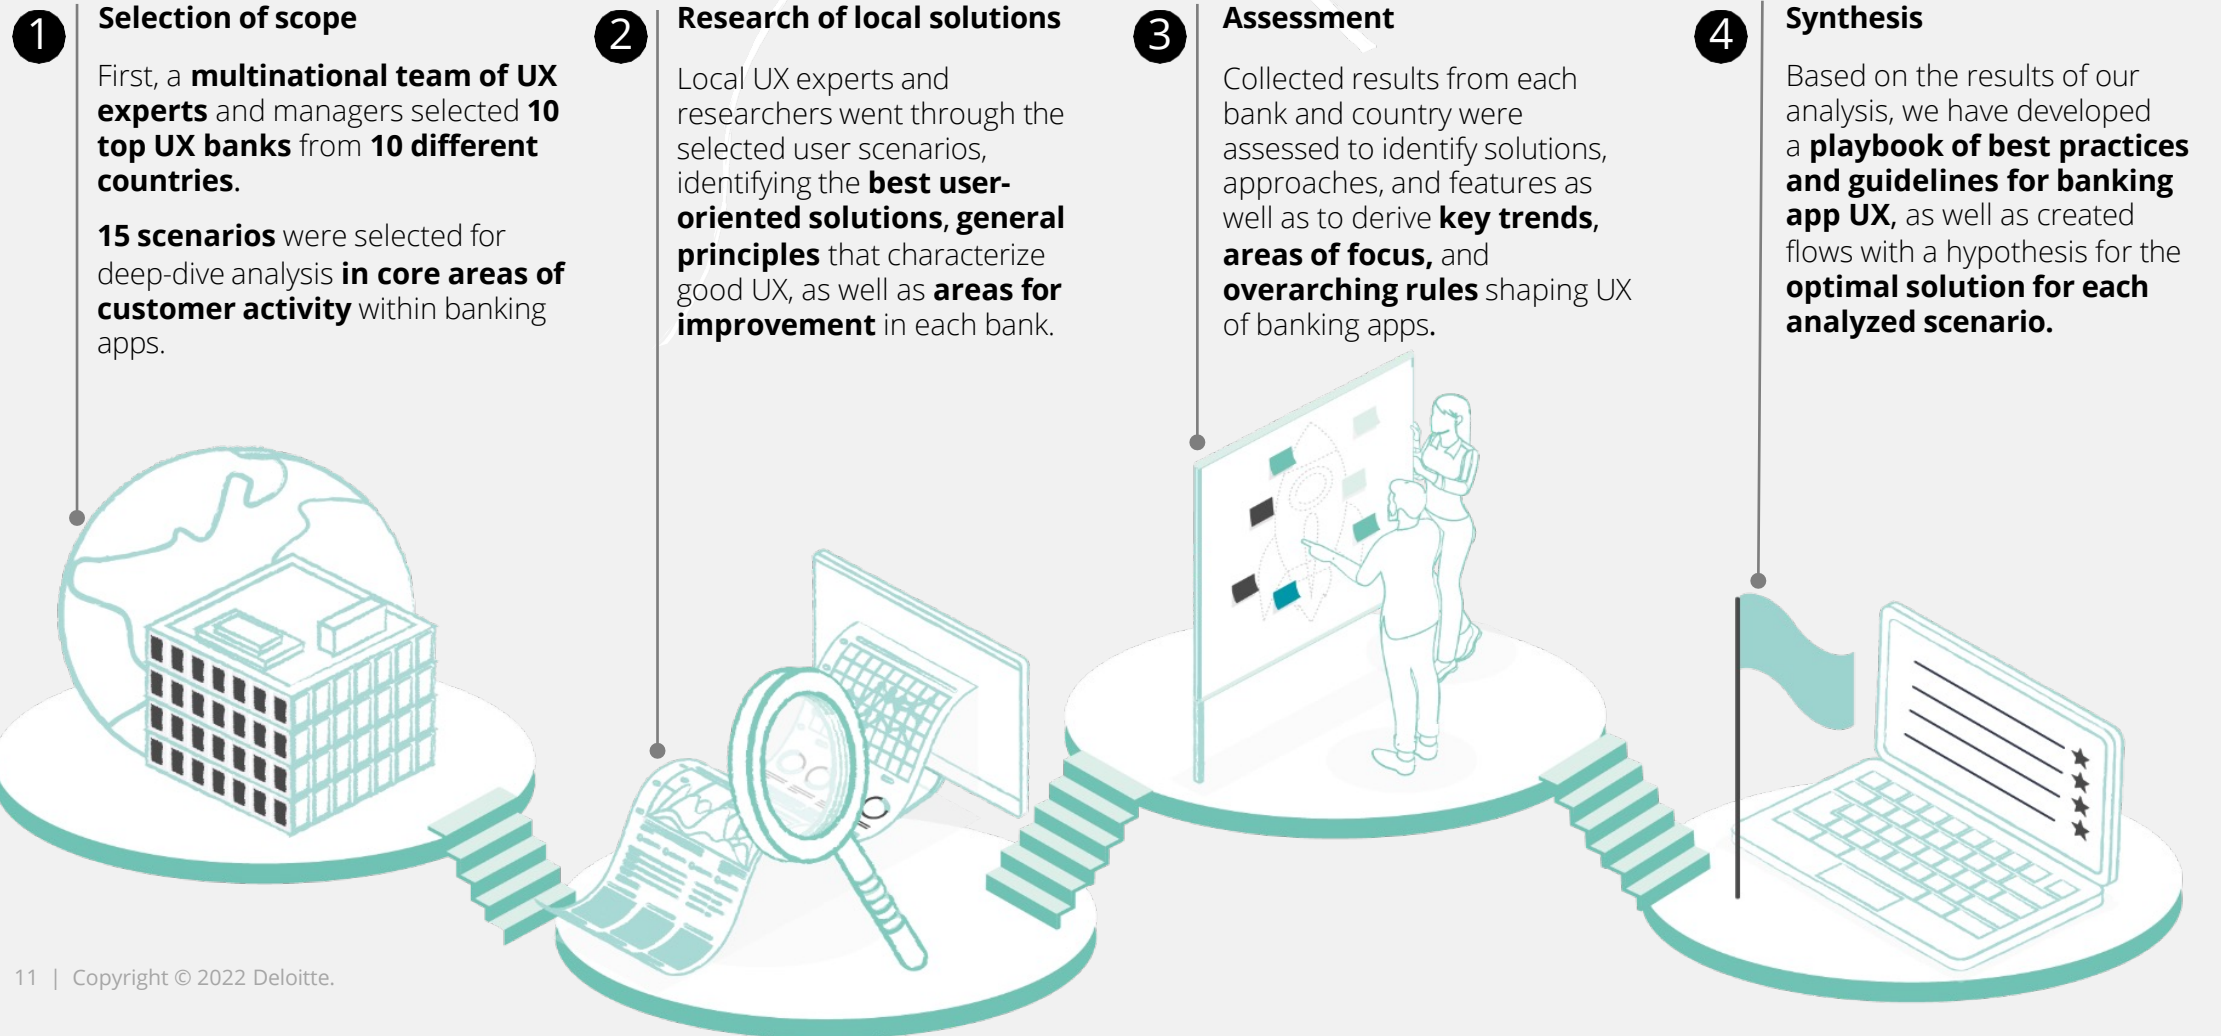 1
Selection of scope
First, a multinational team of UX
experts and managers selected 10
top UX banks from 10 different
countries.
15 scenarios were selected for
deep-dive analysis in core areas of
customer activity within banking
apps.
2
Research of local solutions
Local UX experts and
researchers went through the
selected user scenarios,
identifying the best user-
oriented solutions, general
principles that characterize
good UX, as well as areas for
improvement in each bank.
3
Assessment
Collected results from each
bank and country were
assessed to identify solutions,
approaches, and features as
well as to derive key trends,
areas of focus, and
overarching rules shaping UX
of banking apps.
4
Synthesis
Based on the results of our
analysis, we have developed
a playbook of best practices
and guidelines for banking
app UX, as well as created
flows with a hypothesis for the
optimal solution for each
analyzed scenario.
11 | Copyright © 2022 Deloitte.